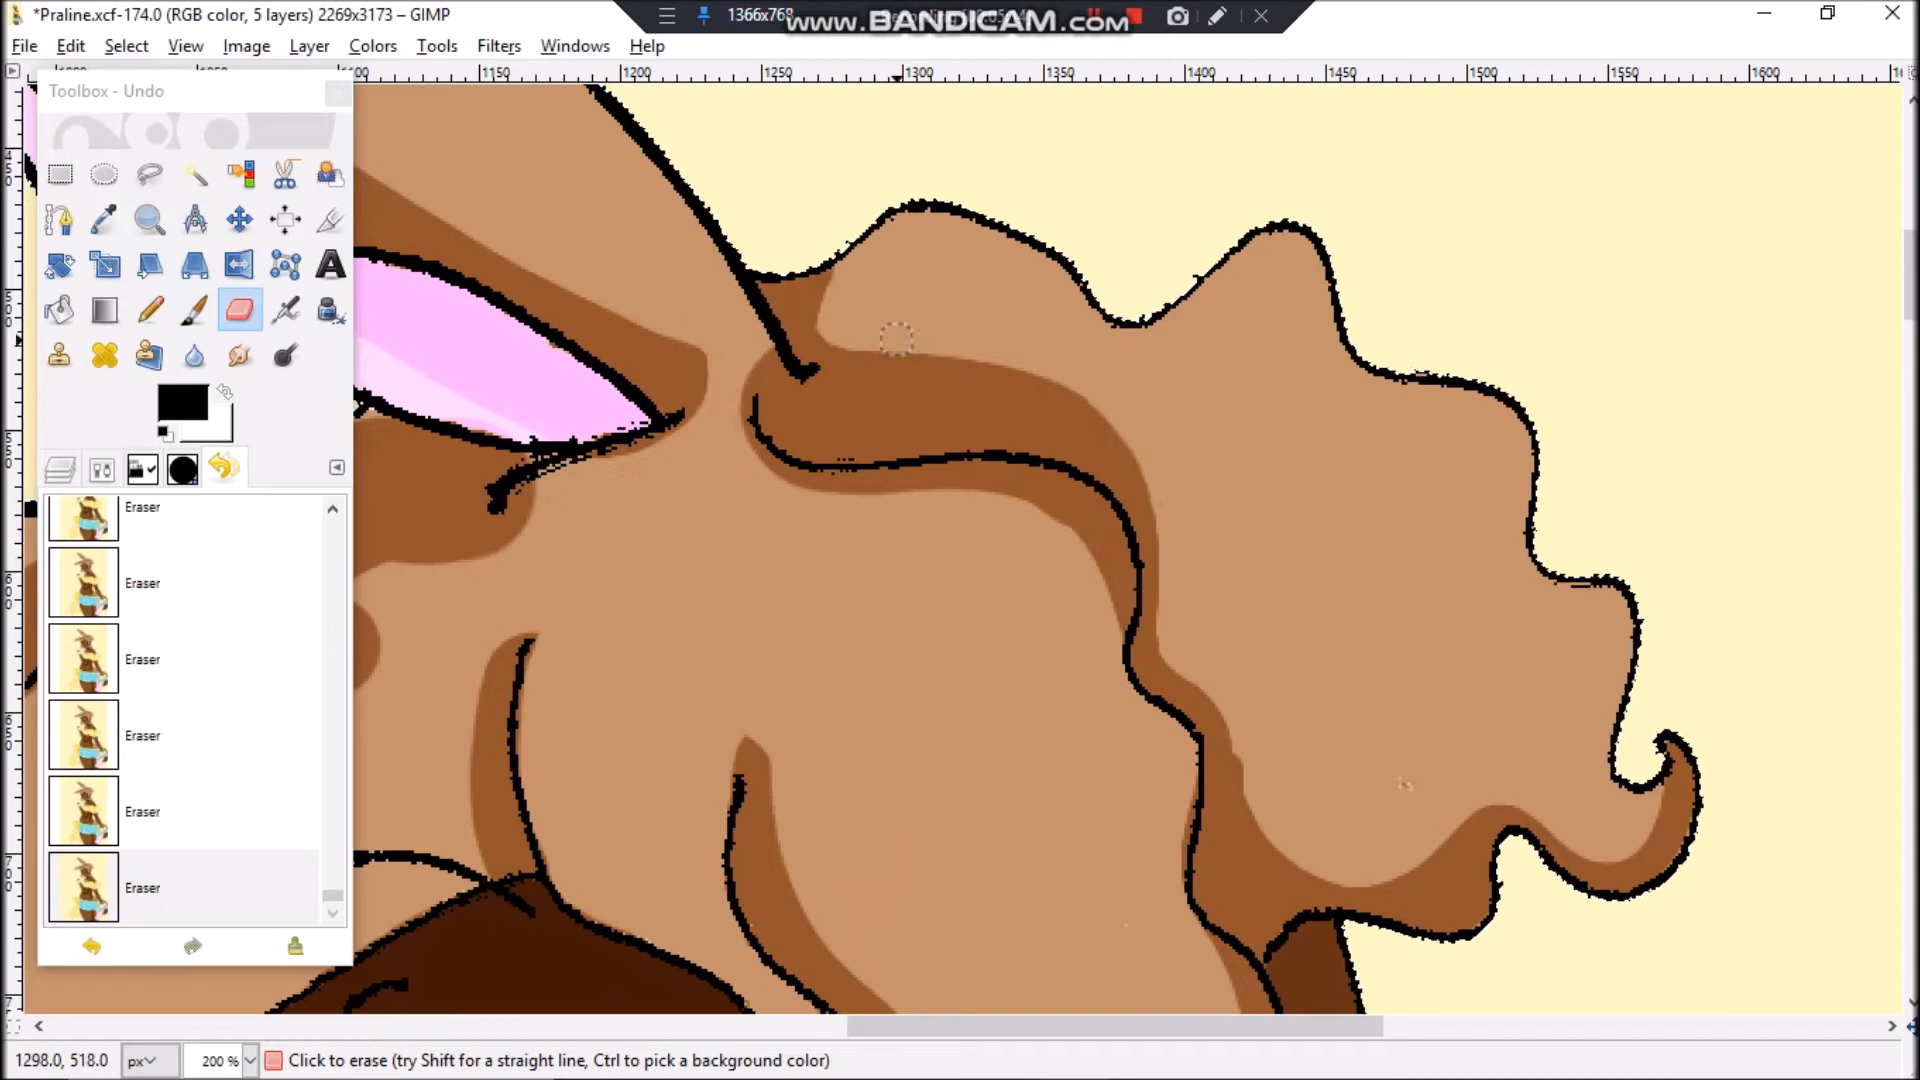 *Praline.xcf-174.0 (RGB color, 5 layers) 2269x3173 – GIMP
1366x768
www.BANDICAM.com
File Edit Select View Image Layer Colors Tools Filters Windows Help
1150 1200 1250 1300 1350 1400 1450 1500 1550 1600
Toolbox - Undo
Eraser
Eraser
Eraser
Eraser
Eraser
Eraser
1298.0, 518.0 px 200 % Click to erase (try Shift for a straight line, Ctrl to pick a background color)